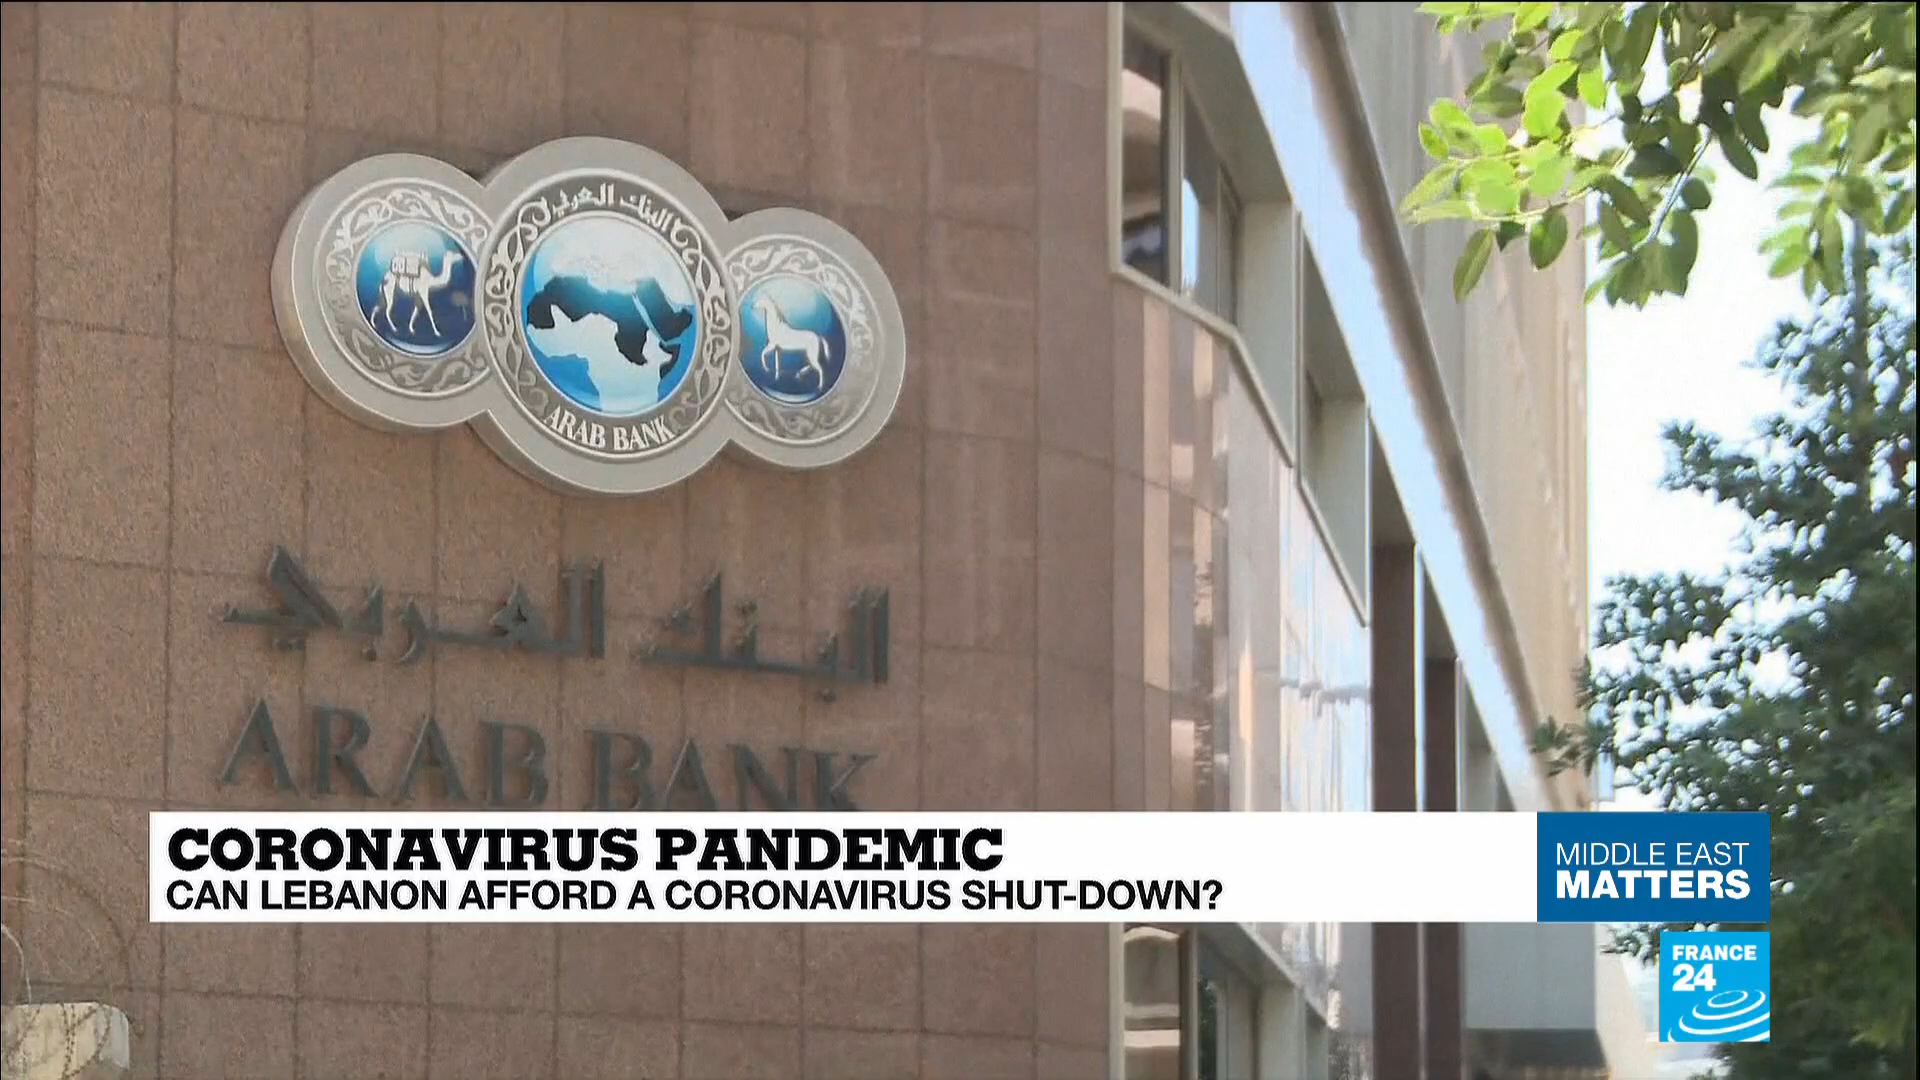 البنك العربي
ARAB BANK
البنك العربي
ARAB BANK
CORONAVIRUS PANDEMIC
CAN LEBANON AFFORD A CORONAVIRUS SHUT-DOWN?
MIDDLE EAST
MATTERS
FRANCE
24